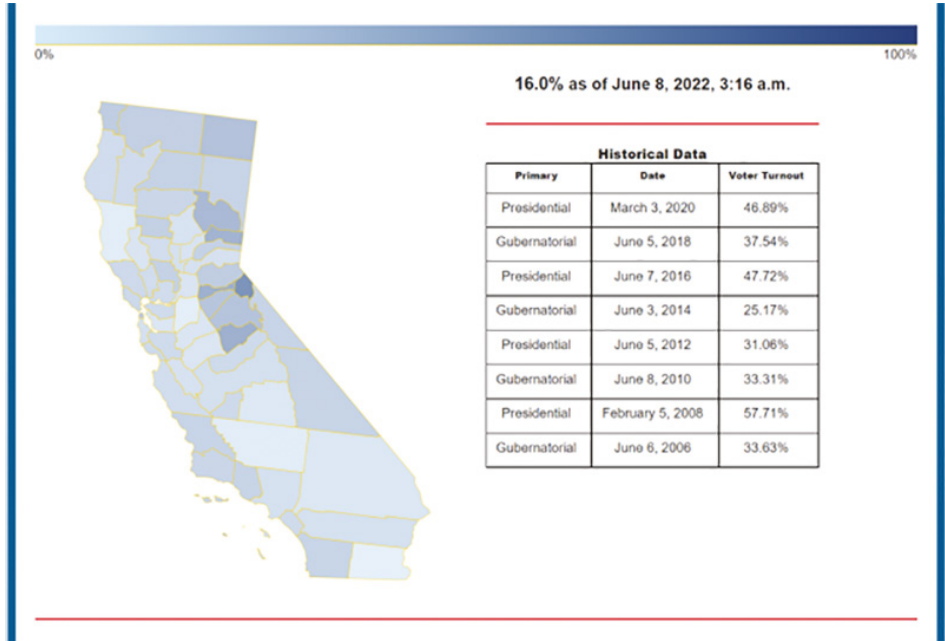 0%
100%
16.0% as of June 8, 2022, 3:16 a.m.
Historical Data
Primary Date Voter Turnout
Presidential March 3, 2020 46.89%
Gubernatorial June 5, 2018 37.54%
Presidential June 7, 2016 47.72%
Gubernatorial June 3, 2014 25.17%
Presidential June 5, 2012 31.06%
Gubernatorial June 8, 2010 33.31%
Presidential February 5, 2008 57.71%
Gubernatorial June 6, 2006 33.63%